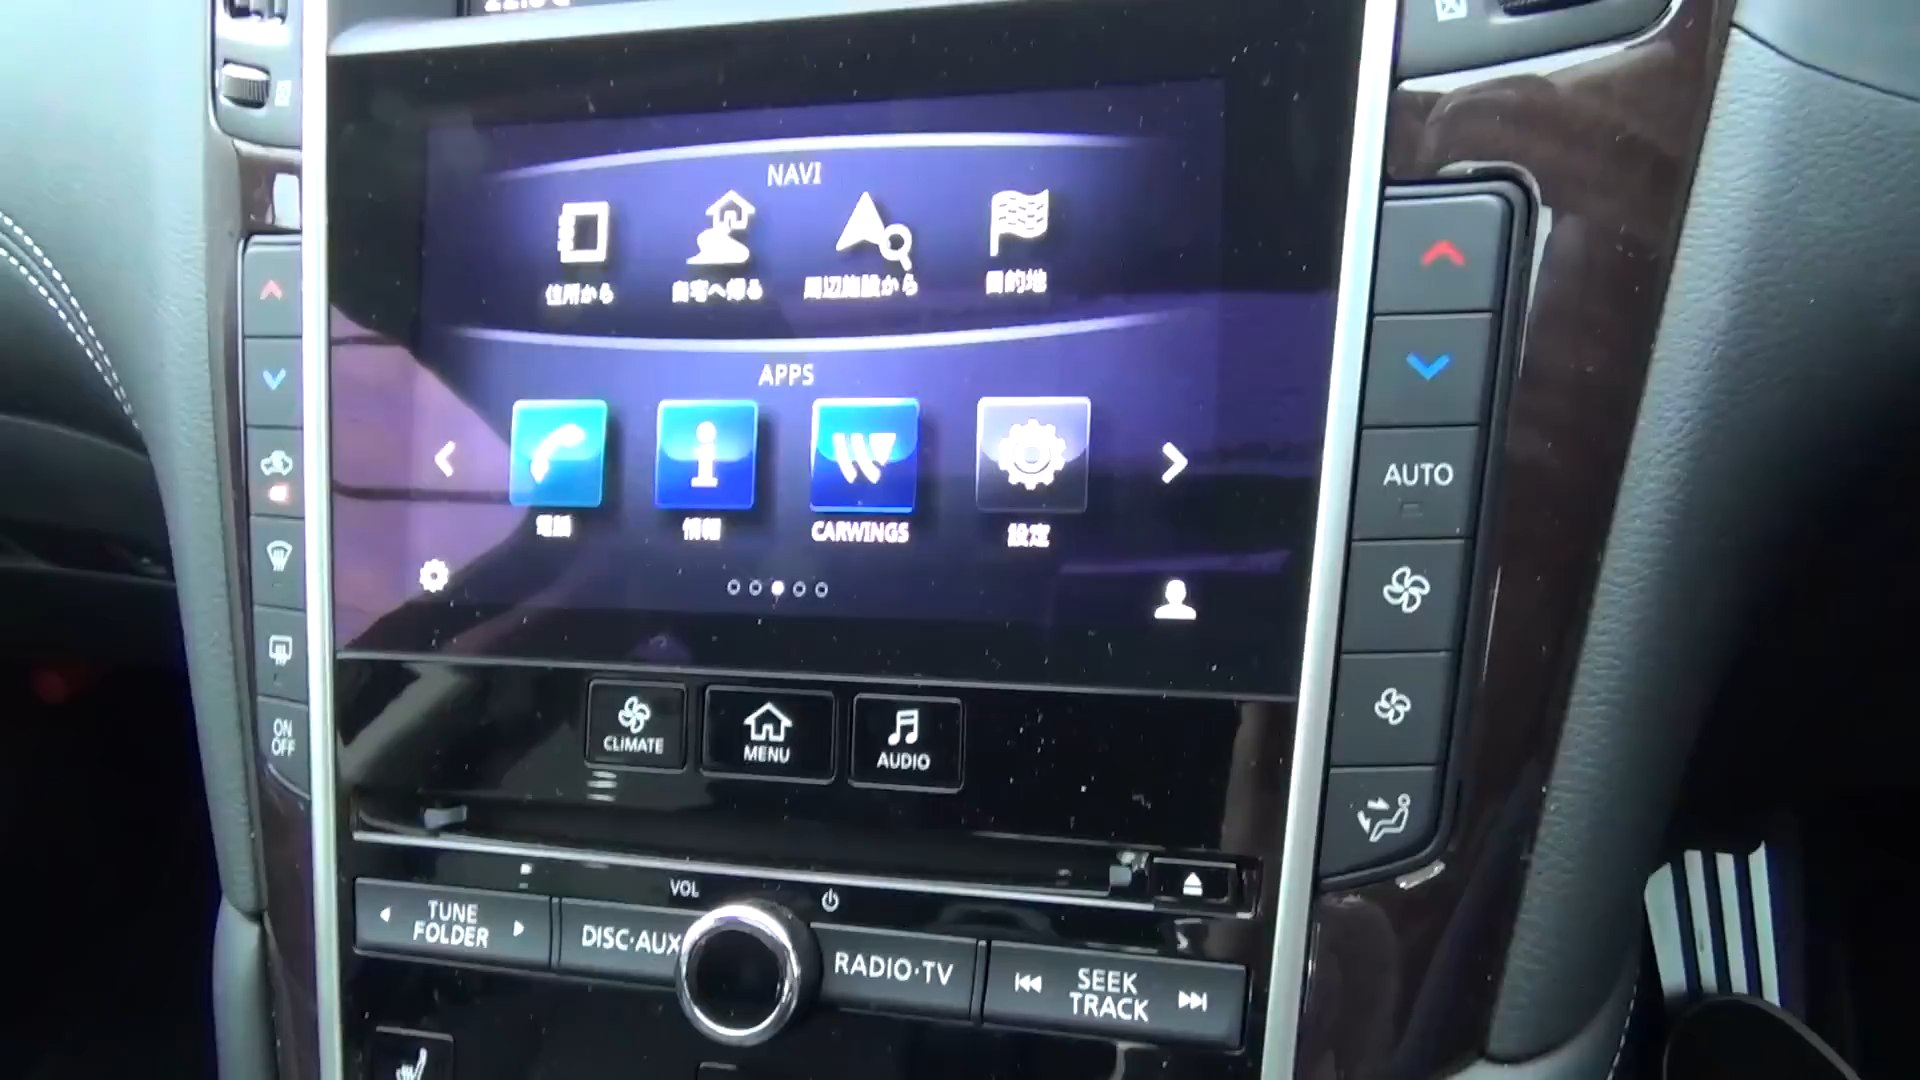 NAVI
住所から
自宅へ帰る
周辺施設から
目的地
APPS
電話
情報
CARWINGS
設定
AUTO
ON
OFF
CLIMATE
MENU
AUDIO
VOL
TUNE
FOLDER
DISC·AUX
RADIO·TV
SEEK
TRACK